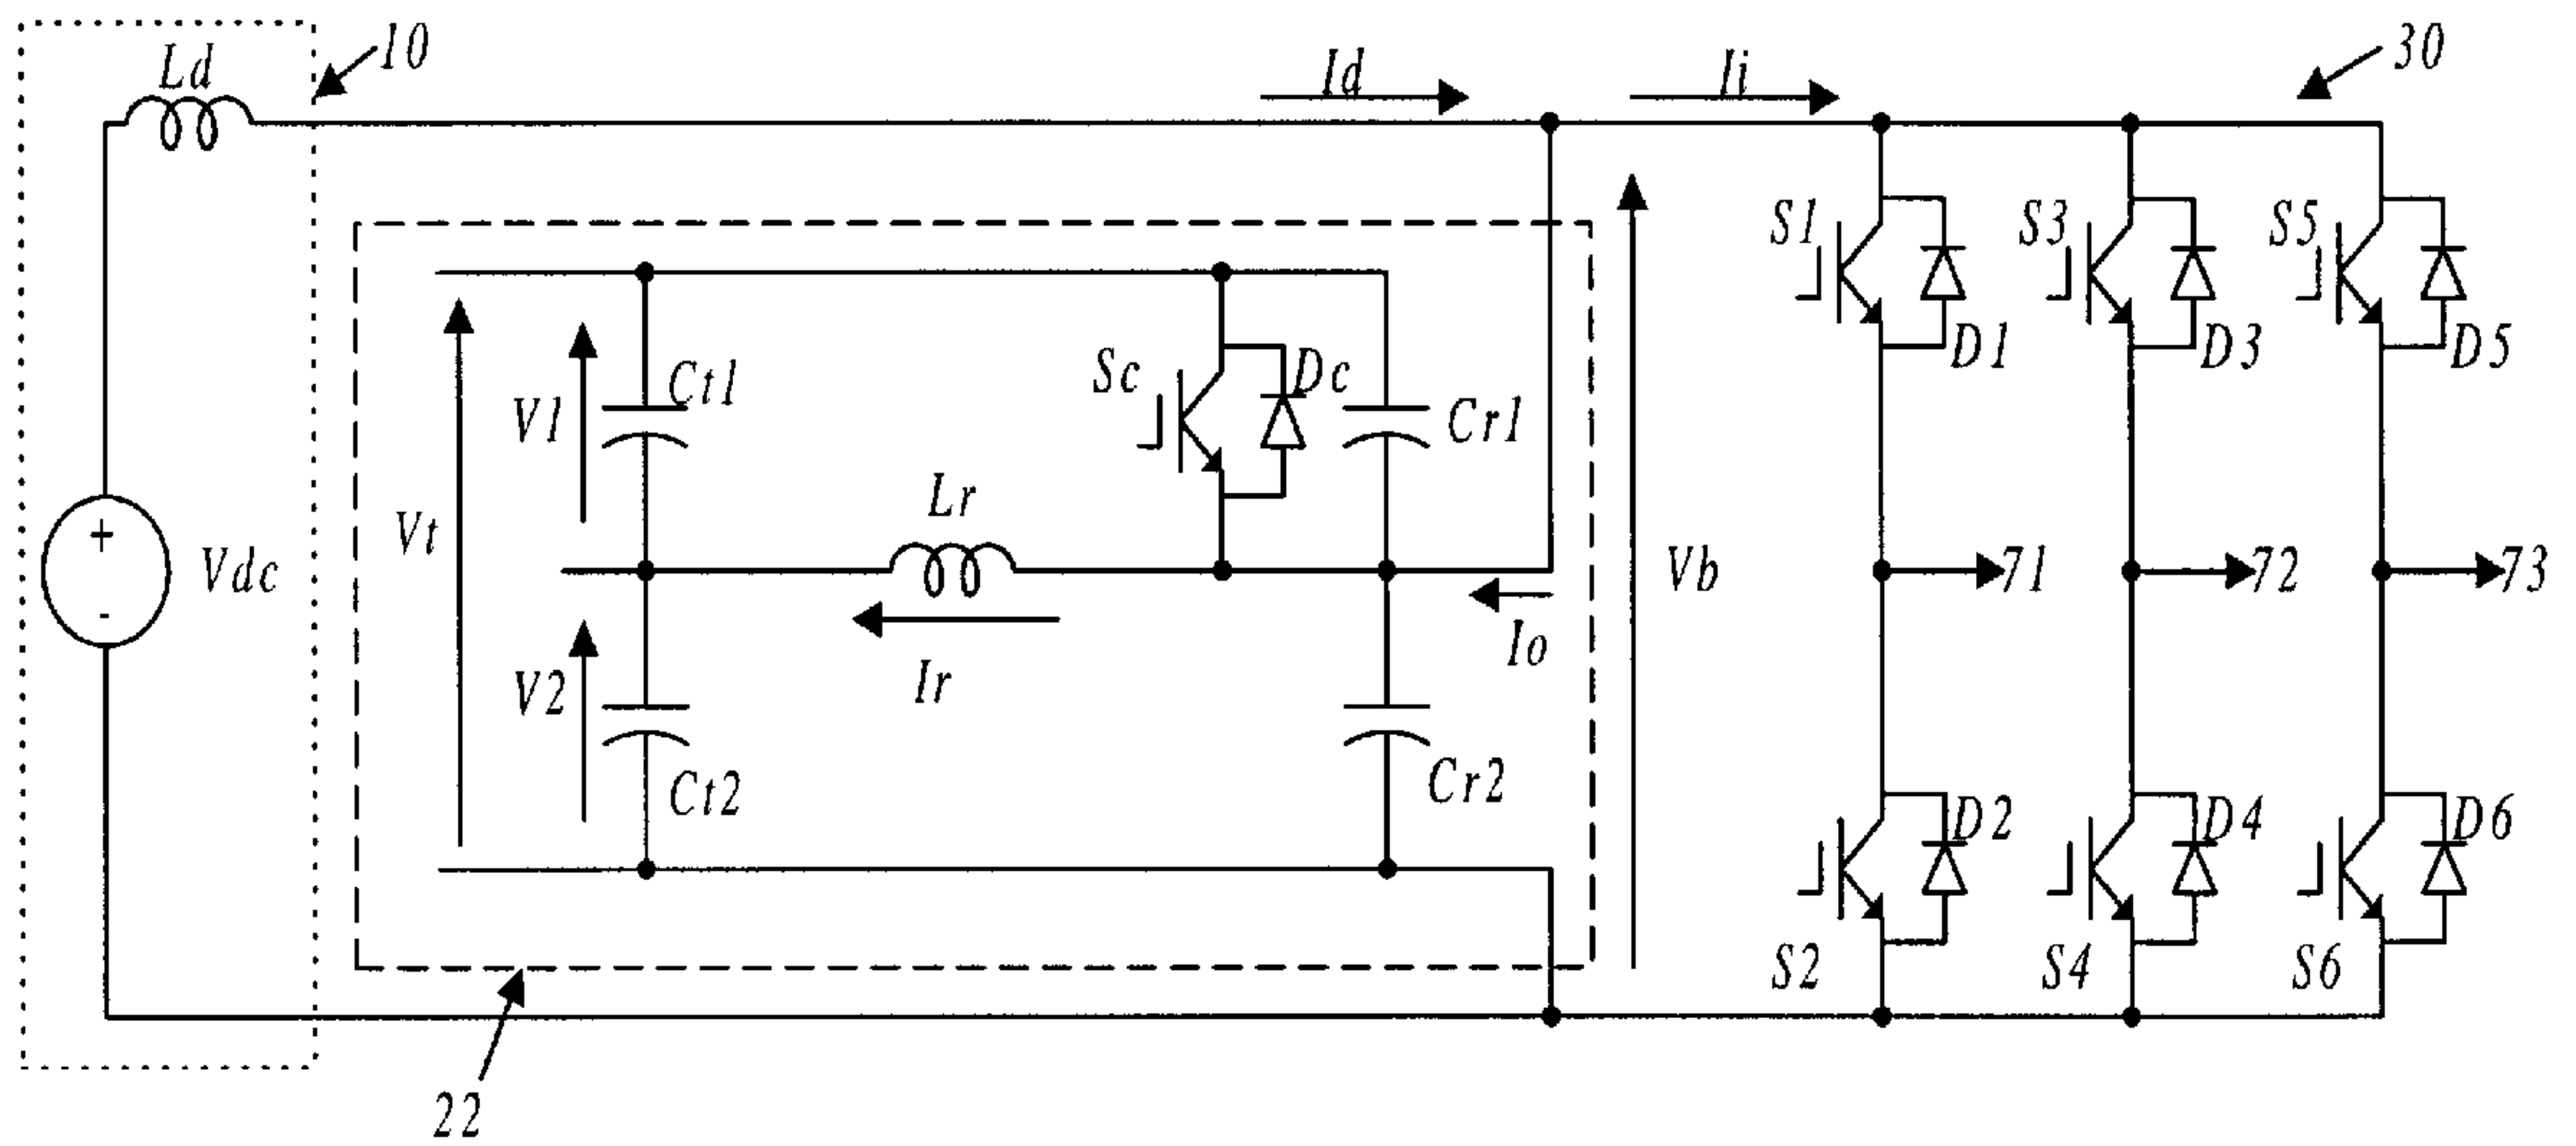 10
Ld
Id
Ii
30
S1
S3
S5
D1
D3
D5
Sc
Dc
Ct1
V1
Cr1
Lr
Vt
+
Vdc
-
Vb
71
72
73
Io
Ir
V2
Ct2
Cr2
D2
D4
D6
S2
S4
S6
22